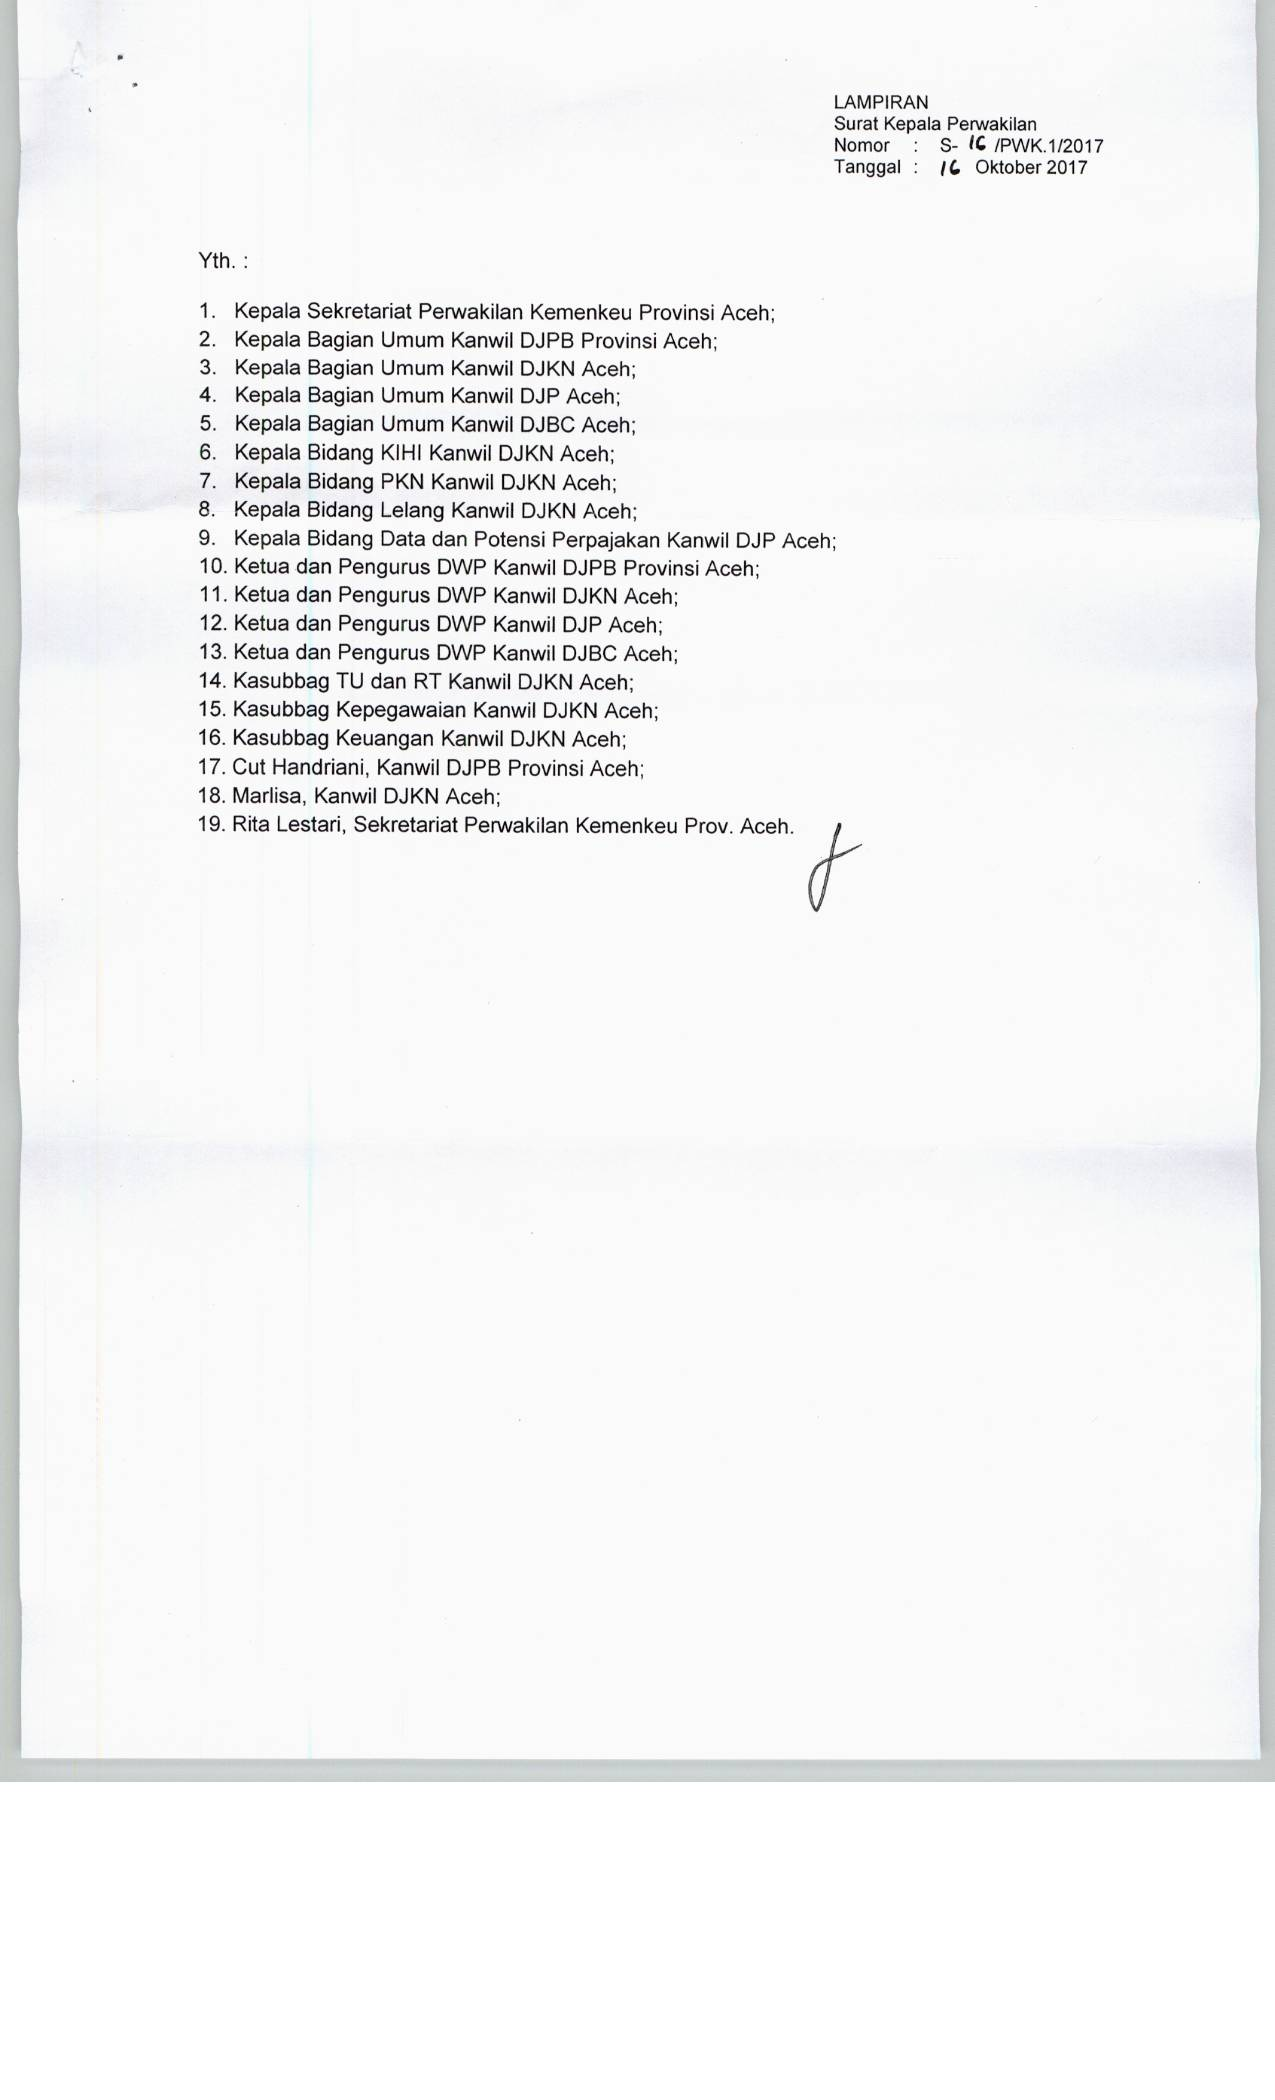 LAMPIRAN
Surat Kepala Perwakilan
Nomor : S- 16 /PWK.1/2017
Tanggal : 16 Oktober 2017
Yth. :
1. Kepala Sekretariat Perwakilan Kemenkeu Provinsi Aceh;
2. Kepala Bagian Umum Kanwil DJPB Provinsi Aceh;
3. Kepala Bagian Umum Kanwil DJKN Aceh;
4. Kepala Bagian Umum Kanwil DJP Aceh;
5. Kepala Bagian Umum Kanwil DJBC Aceh;
6. Kepala Bidang KIHI Kanwil DJKN Aceh;
7. Kepala Bidang PKN Kanwil DJKN Aceh;
8. Kepala Bidang Lelang Kanwil DJKN Aceh;
9. Kepala Bidang Data dan Potensi Perpajakan Kanwil DJP Aceh;
10. Ketua dan Pengurus DWP Kanwil DJPB Provinsi Aceh;
11. Ketua dan Pengurus DWP Kanwil DJKN Aceh;
12. Ketua dan Pengurus DWP Kanwil DJP Aceh;
13. Ketua dan Pengurus DWP Kanwil DJBC Aceh;
14. Kasubbag TU dan RT Kanwil DJKN Aceh;
15. Kasubbag Kepegawaian Kanwil DJKN Aceh;
16. Kasubbag Keuangan Kanwil DJKN Aceh;
17. Cut Handriani, Kanwil DJPB Provinsi Aceh;
18. Marlisa, Kanwil DJKN Aceh;
19. Rita Lestari, Sekretariat Perwakilan Kemenkeu Prov. Aceh.